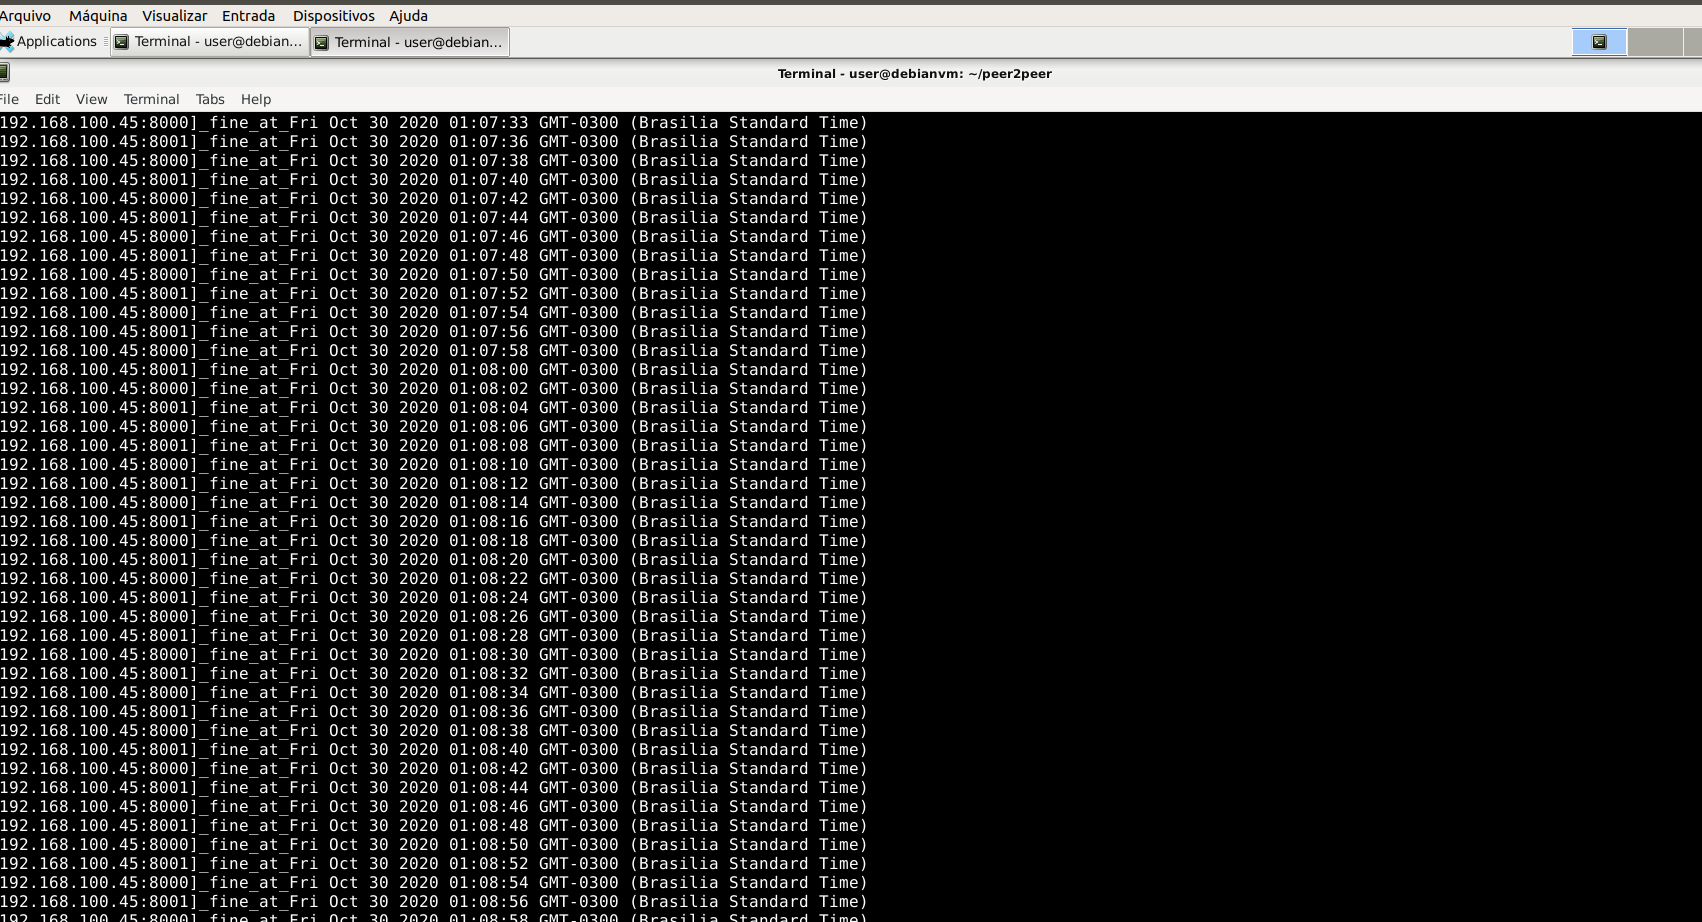 Arquivo Máquina Visualizar Entrada Dispositivos Ajuda
Applications Terminal - user@debian... Terminal - user@debian...
Terminal - user@debianvm: ~/peer2peer
File Edit View Terminal Tabs Help
192.168.100.45:8000]_fine_at_Fri Oct 30 2020 01:07:33 GMT-0300 (Brasilia Standard Time)
192.168.100.45:8001]_fine_at_Fri Oct 30 2020 01:07:36 GMT-0300 (Brasilia Standard Time)
192.168.100.45:8000]_fine_at_Fri Oct 30 2020 01:07:38 GMT-0300 (Brasilia Standard Time)
192.168.100.45:8001]_fine_at_Fri Oct 30 2020 01:07:40 GMT-0300 (Brasilia Standard Time)
192.168.100.45:8000]_fine_at_Fri Oct 30 2020 01:07:42 GMT-0300 (Brasilia Standard Time)
192.168.100.45:8001]_fine_at_Fri Oct 30 2020 01:07:44 GMT-0300 (Brasilia Standard Time)
192.168.100.45:8000]_fine_at_Fri Oct 30 2020 01:07:46 GMT-0300 (Brasilia Standard Time)
192.168.100.45:8001]_fine_at_Fri Oct 30 2020 01:07:48 GMT-0300 (Brasilia Standard Time)
192.168.100.45:8000]_fine_at_Fri Oct 30 2020 01:07:50 GMT-0300 (Brasilia Standard Time)
192.168.100.45:8001]_fine_at_Fri Oct 30 2020 01:07:52 GMT-0300 (Brasilia Standard Time)
192.168.100.45:8000]_fine_at_Fri Oct 30 2020 01:07:54 GMT-0300 (Brasilia Standard Time)
192.168.100.45:8001]_fine_at_Fri Oct 30 2020 01:07:56 GMT-0300 (Brasilia Standard Time)
192.168.100.45:8000]_fine_at_Fri Oct 30 2020 01:07:58 GMT-0300 (Brasilia Standard Time)
192.168.100.45:8001]_fine_at_Fri Oct 30 2020 01:08:00 GMT-0300 (Brasilia Standard Time)
192.168.100.45:8000]_fine_at_Fri Oct 30 2020 01:08:02 GMT-0300 (Brasilia Standard Time)
192.168.100.45:8001]_fine_at_Fri Oct 30 2020 01:08:04 GMT-0300 (Brasilia Standard Time)
192.168.100.45:8000]_fine_at_Fri Oct 30 2020 01:08:06 GMT-0300 (Brasilia Standard Time)
192.168.100.45:8001]_fine_at_Fri Oct 30 2020 01:08:08 GMT-0300 (Brasilia Standard Time)
192.168.100.45:8000]_fine_at_Fri Oct 30 2020 01:08:10 GMT-0300 (Brasilia Standard Time)
192.168.100.45:8001]_fine_at_Fri Oct 30 2020 01:08:12 GMT-0300 (Brasilia Standard Time)
192.168.100.45:8000]_fine_at_Fri Oct 30 2020 01:08:14 GMT-0300 (Brasilia Standard Time)
192.168.100.45:8001]_fine_at_Fri Oct 30 2020 01:08:16 GMT-0300 (Brasilia Standard Time)
192.168.100.45:8000]_fine_at_Fri Oct 30 2020 01:08:18 GMT-0300 (Brasilia Standard Time)
192.168.100.45:8001]_fine_at_Fri Oct 30 2020 01:08:20 GMT-0300 (Brasilia Standard Time)
192.168.100.45:8000]_fine_at_Fri Oct 30 2020 01:08:22 GMT-0300 (Brasilia Standard Time)
192.168.100.45:8001]_fine_at_Fri Oct 30 2020 01:08:24 GMT-0300 (Brasilia Standard Time)
192.168.100.45:8000]_fine_at_Fri Oct 30 2020 01:08:26 GMT-0300 (Brasilia Standard Time)
192.168.100.45:8001]_fine_at_Fri Oct 30 2020 01:08:28 GMT-0300 (Brasilia Standard Time)
192.168.100.45:8000]_fine_at_Fri Oct 30 2020 01:08:30 GMT-0300 (Brasilia Standard Time)
192.168.100.45:8001]_fine_at_Fri Oct 30 2020 01:08:32 GMT-0300 (Brasilia Standard Time)
192.168.100.45:8000]_fine_at_Fri Oct 30 2020 01:08:34 GMT-0300 (Brasilia Standard Time)
192.168.100.45:8001]_fine_at_Fri Oct 30 2020 01:08:36 GMT-0300 (Brasilia Standard Time)
192.168.100.45:8000]_fine_at_Fri Oct 30 2020 01:08:38 GMT-0300 (Brasilia Standard Time)
192.168.100.45:8001]_fine_at_Fri Oct 30 2020 01:08:40 GMT-0300 (Brasilia Standard Time)
192.168.100.45:8000]_fine_at_Fri Oct 30 2020 01:08:42 GMT-0300 (Brasilia Standard Time)
192.168.100.45:8001]_fine_at_Fri Oct 30 2020 01:08:44 GMT-0300 (Brasilia Standard Time)
192.168.100.45:8000]_fine_at_Fri Oct 30 2020 01:08:46 GMT-0300 (Brasilia Standard Time)
192.168.100.45:8001]_fine_at_Fri Oct 30 2020 01:08:48 GMT-0300 (Brasilia Standard Time)
192.168.100.45:8000]_fine_at_Fri Oct 30 2020 01:08:50 GMT-0300 (Brasilia Standard Time)
192.168.100.45:8001]_fine_at_Fri Oct 30 2020 01:08:52 GMT-0300 (Brasilia Standard Time)
192.168.100.45:8000]_fine_at_Fri Oct 30 2020 01:08:54 GMT-0300 (Brasilia Standard Time)
192.168.100.45:8001]_fine_at_Fri Oct 30 2020 01:08:56 GMT-0300 (Brasilia Standard Time)
192.168.100.45:8000]_fine_at_Fri Oct 30 2020 01:08:58 GMT-0300 (Brasilia Standard Time)